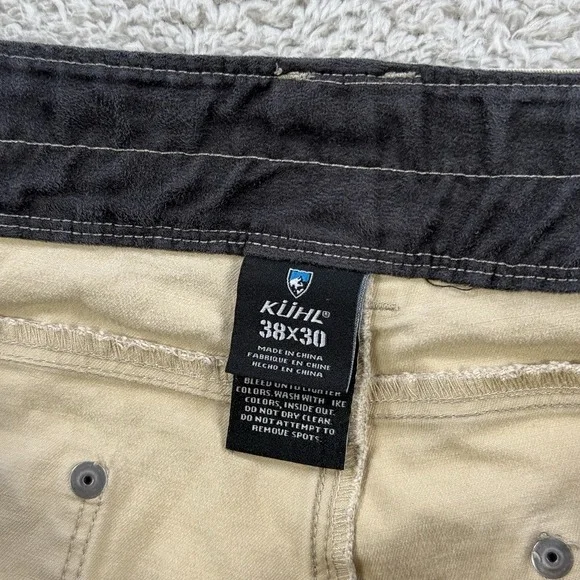 KÜHL®
38X30
MADE IN CHINA
FABRIQUE EN CHINE
HECHO EN CHINA
BLEED ONTO LIGHTER
COLORS. WASH WITH IKE
COLORS, INSIDE OUT.
DO NOT DRY CLEAN.
DO NOT ATTEMPT TO
REMOVE SPOTS.